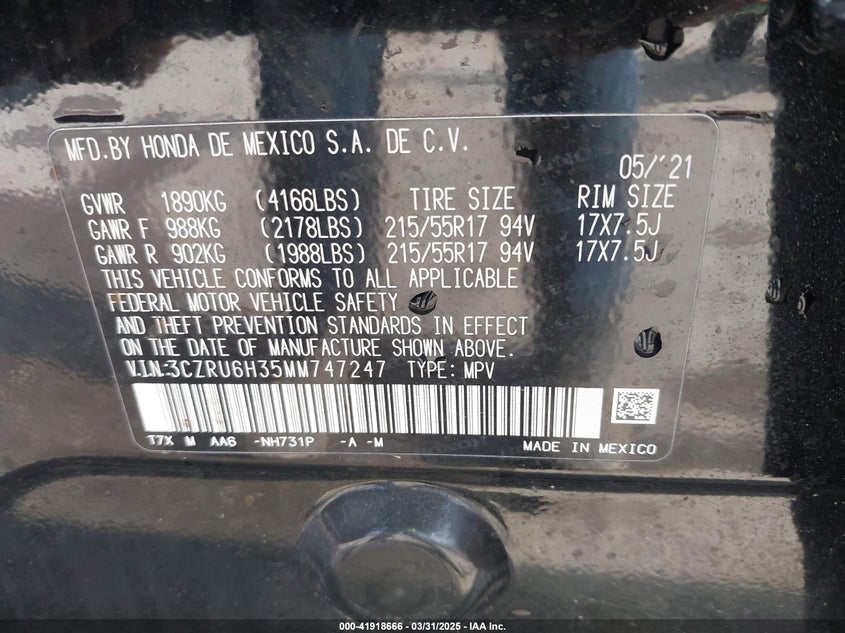 MFD.BY HONDA DE MEXICO S.A. DE C.V.
05/'21
GVWR 1890KG (4166LBS) TIRE SIZE RIM SIZE
GAWR F 988KG (2178LBS) 215/55R17 94V 17X7.5J
GAWR R 902KG (1988LBS) 215/55R17 94V 17X7.5J
THIS VEHICLE CONFORMS TO ALL APPLICABLE
FEDERAL MOTOR VEHICLE SAFETY
AND THEFT PREVENTION STANDARDS IN EFFECT
ON THE DATE OF MANUFACTURE SHOWN ABOVE.
V.I.N.:3CZRU6H35MM747247 TYPE: MPV
T7X M AA6 -NH731P -A -M MADE IN MEXICO
000-41918666 - 03/31/2025 - IAA Inc.